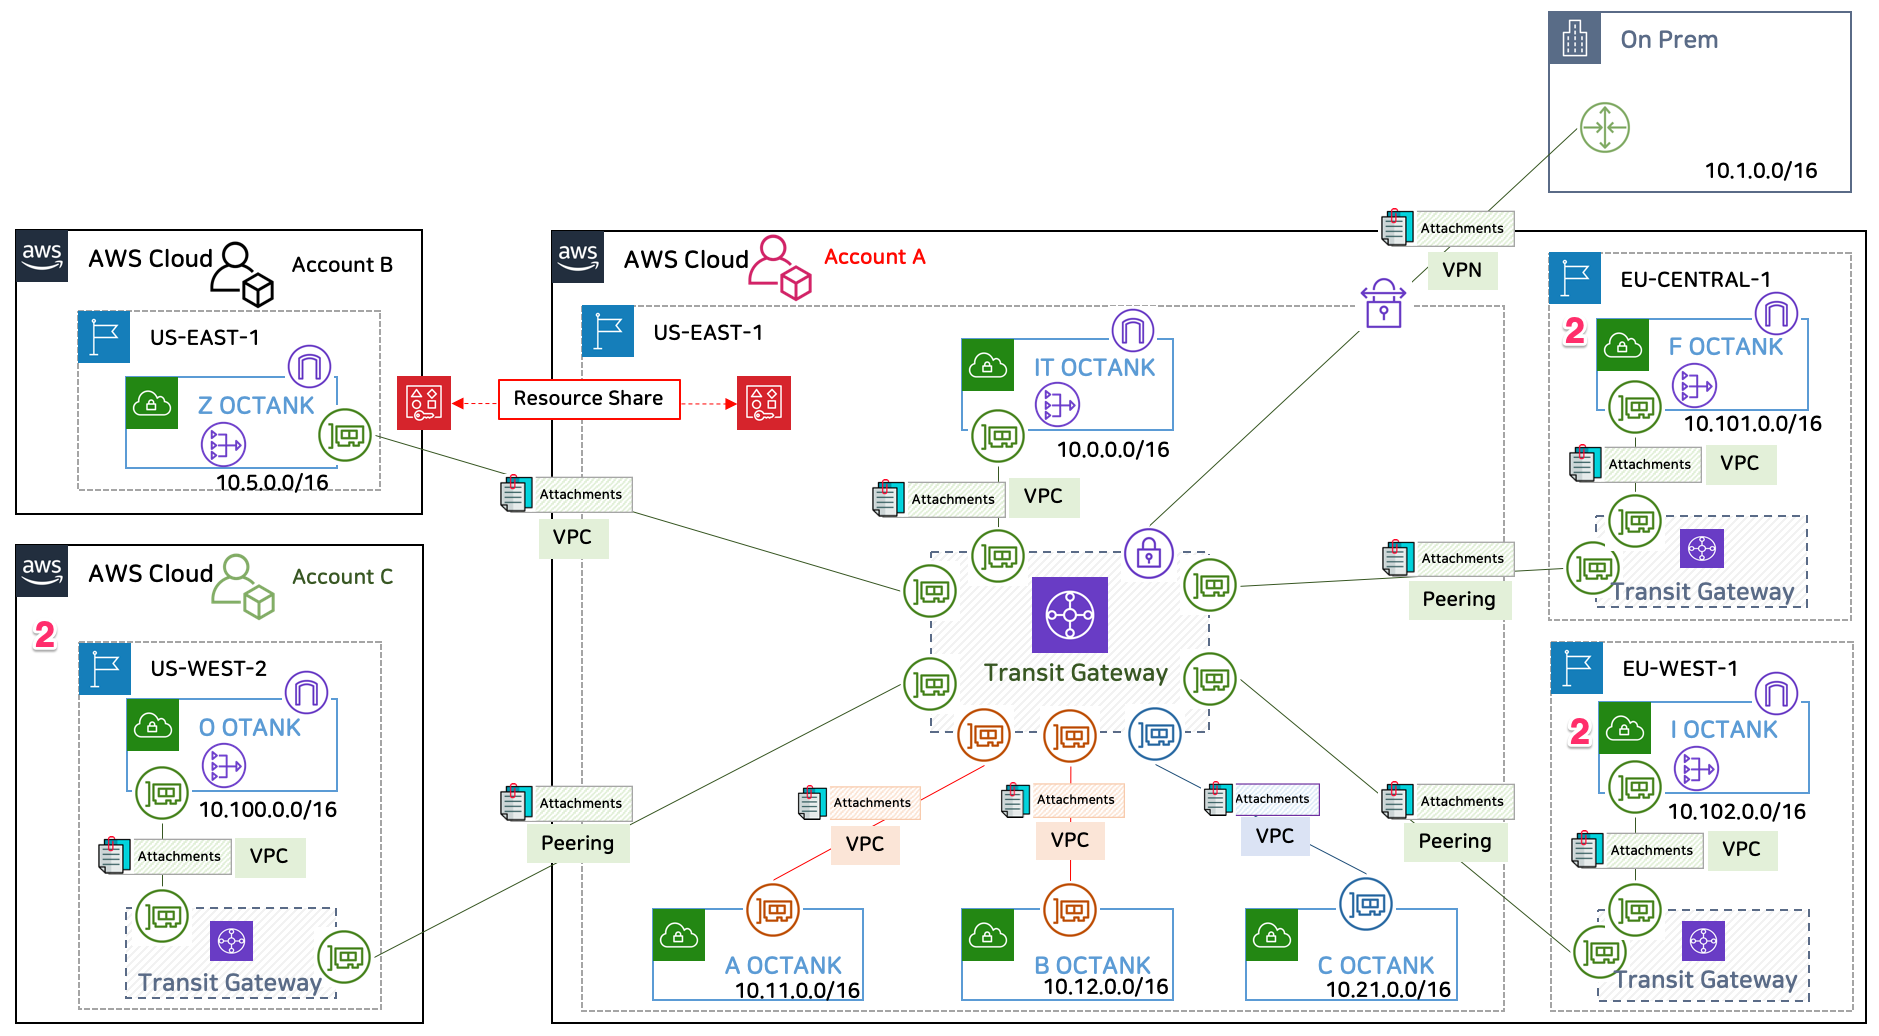 On Prem
10.1.0.0/16
Attachments
VPN
aws
AWS Cloud
Account B
US-EAST-1
Z OCTANK
10.5.0.0/16
Resource Share
Attachments
VPC
aws
AWS Cloud
Account A
US-EAST-1
IT OCTANK
10.0.0.0/16
Attachments
VPC
Transit Gateway
EU-CENTRAL-1
2
F OCTANK
10.101.0.0/16
Attachments
VPC
Transit Gateway
Attachments
Peering
aws
AWS Cloud
Account C
2
US-WEST-2
O OTANK
10.100.0.0/16
Attachments
VPC
Transit Gateway
Attachments
Peering
Attachments
VPC
Attachments
VPC
Attachments
VPC
Attachments
Peering
A OCTANK
10.11.0.0/16
B OCTANK
10.12.0.0/16
C OCTANK
10.21.0.0/16
EU-WEST-1
2
I OCTANK
10.102.0.0/16
Attachments
VPC
Transit Gateway